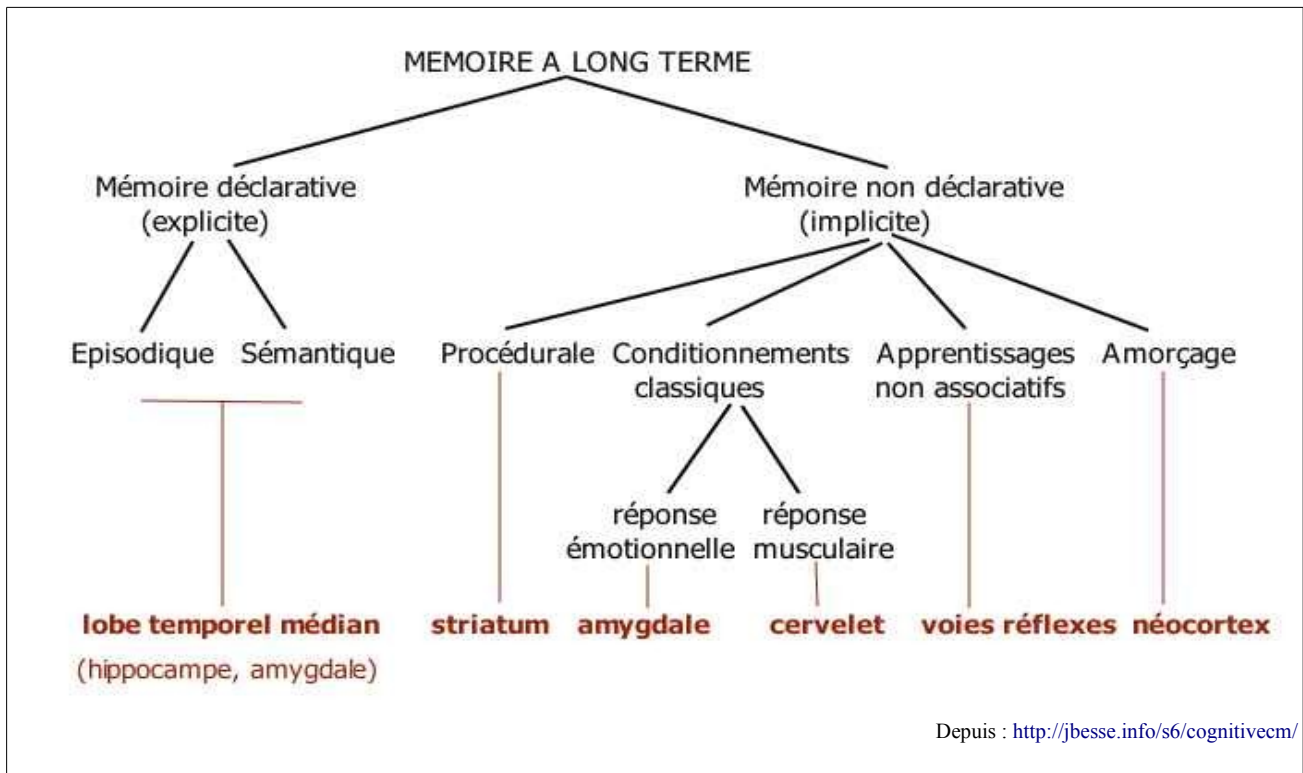 MEMOIRE A LONG TERME
Mémoire déclarative
(explicite)
Mémoire non déclarative
(implicite)
Episodique
Sémantique
Procédurale
Conditionnements
classiques
Apprentissages
non associatifs
Amorçage
réponse
émotionnelle
réponse
musculaire
lobe temporel médian
(hippocampe, amygdale)
striatum
amygdale
cervelet
voies réflexes
néocortex
Depuis : http://jbesse.info/s6/cognitivecm/